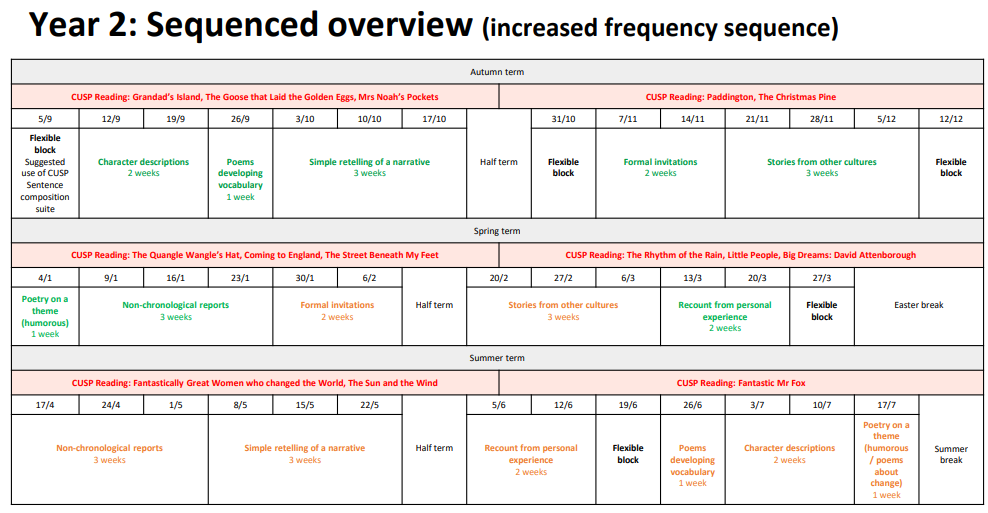 Year 2: Sequenced overview (increased frequency sequence)
Autumn term
CUSP Reading: Grandad's Island, The Goose that Laid the Golden Eggs, Mrs Noah's Pockets
CUSP Reading: Paddington, The Christmas Pine
5/9
12/9
19/9
26/9
3/10
10/10
17/10
Half term
31/10
7/11
14/11
21/11
28/11
5/12
12/12
Flexible
block
Suggested
use of CUSP
Sentence
composition
suite
Character descriptions
2 weeks
Poems
developing
vocabulary
1 week
Simple retelling of a narrative
3 weeks
Flexible
block
Formal invitations
2 weeks
Stories from other cultures
3 weeks
Flexible
block
Spring term
CUSP Reading: The Quangle Wangle's Hat, Coming to England, The Street Beneath My Feet
CUSP Reading: The Rhythm of the Rain, Little People, Big Dreams: David Attenborough
4/1
9/1
16/1
23/1
30/1
6/2
Half term
20/2
27/2
6/3
13/3
20/3
27/3
Easter break
Poetry on a
theme
(humorous)
1 week
Non-chronological reports
3 weeks
Formal invitations
2 weeks
Stories from other cultures
3 weeks
Recount from personal
experience
2 weeks
Flexible
block
Summer term
CUSP Reading: Fantastically Great Women who changed the World, The Sun and the Wind
CUSP Reading: Fantastic Mr Fox
17/4
24/4
1/5
8/5
15/5
22/5
Half term
5/6
12/6
19/6
26/6
3/7
10/7
17/7
Summer
break
Non-chronological reports
3 weeks
Simple retelling of a narrative
3 weeks
Recount from personal
experience
2 weeks
Flexible
block
Poems
developing
vocabulary
1 week
Character descriptions
2 weeks
Poetry on a
theme
(humorous
/ poems
about
change)
1 week